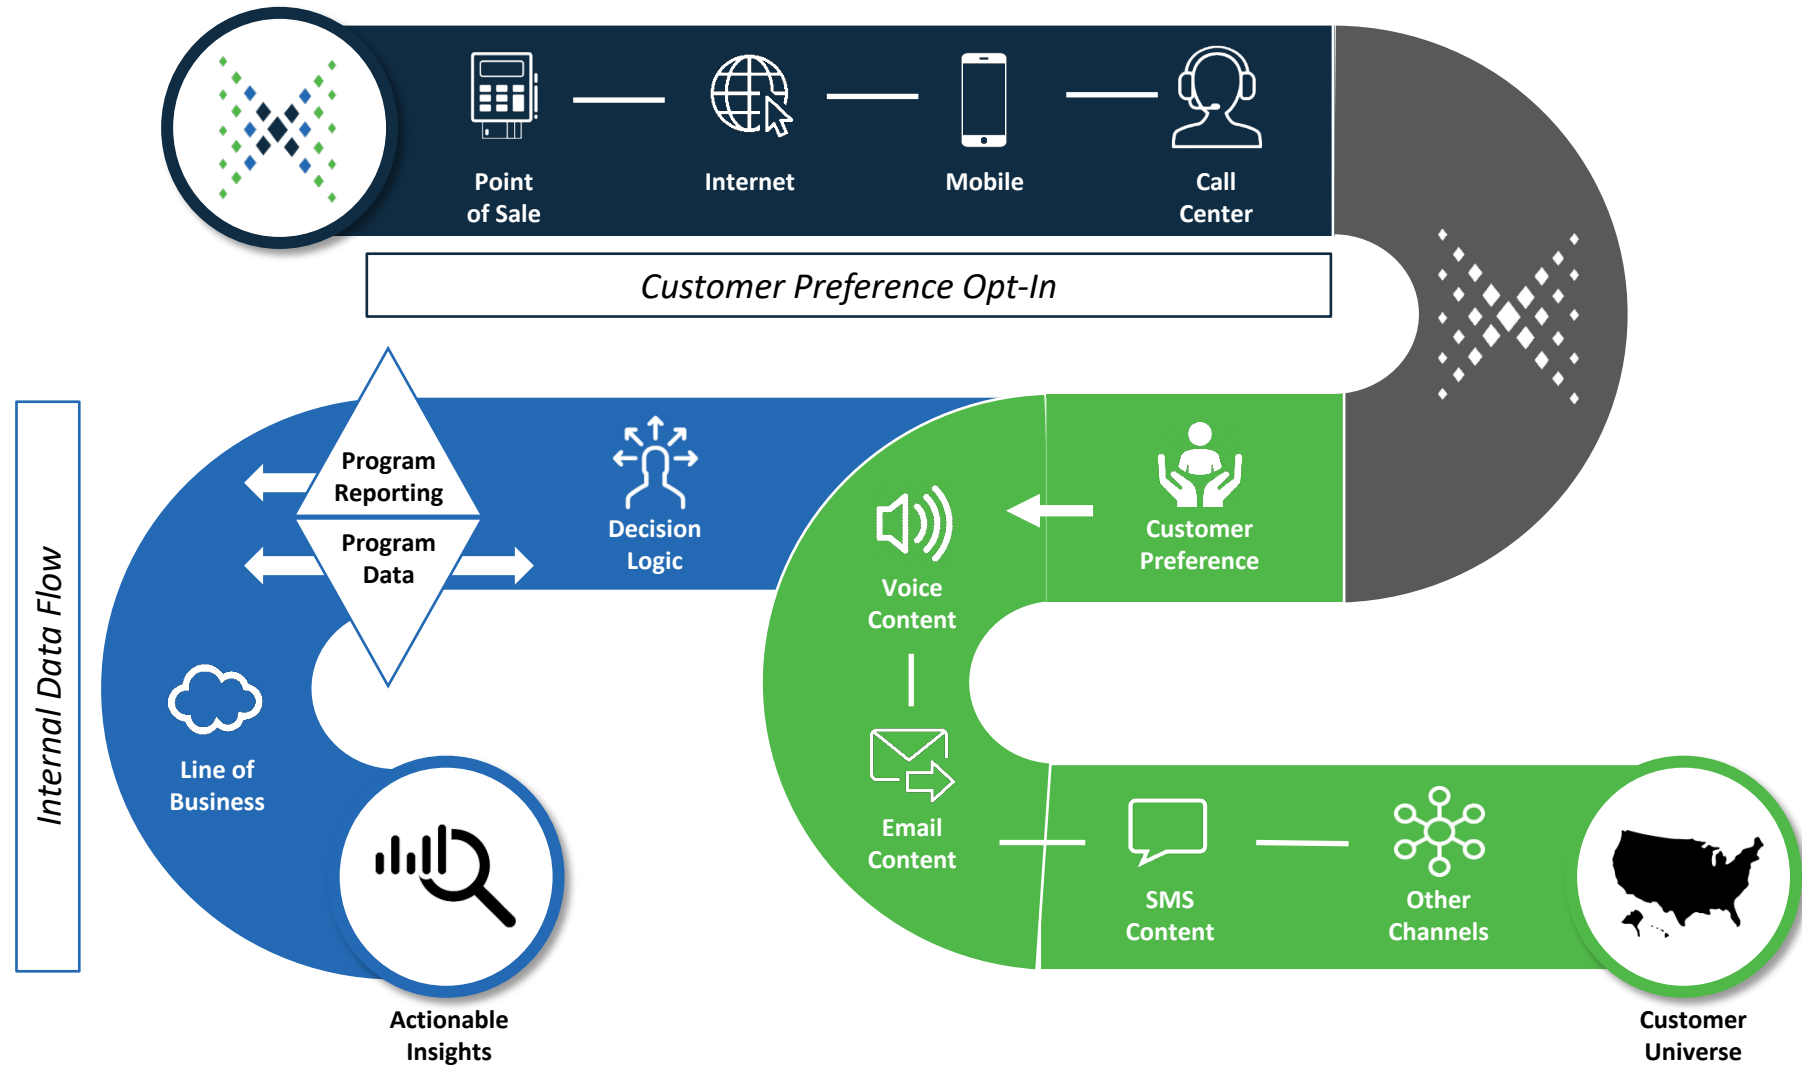 Point
of Sale
Internet
Mobile
Call
Center
Customer Preference Opt-In
Internal Data Flow
Program
Reporting
Program
Data
Decision
Logic
Line of
Business
Actionable
Insights
Customer
Preference
Voice
Content
Email
Content
SMS
Content
Other
Channels
Customer
Universe